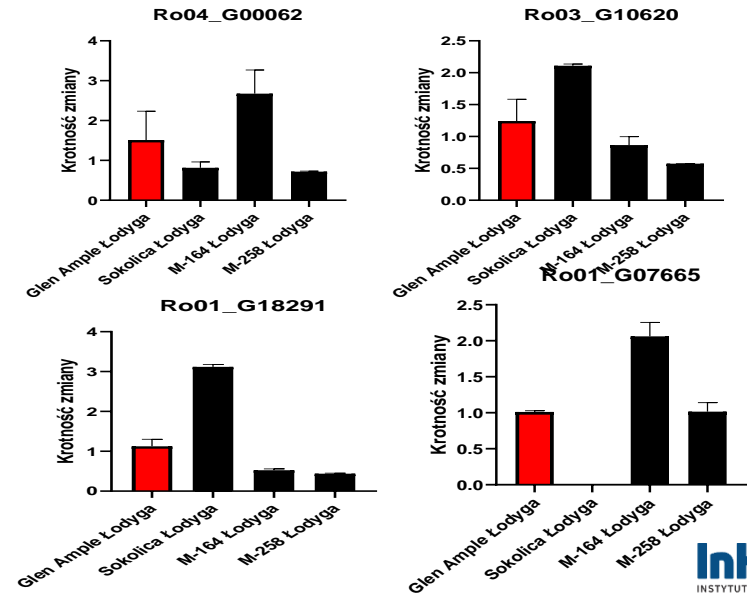 Ro04_G00062
Krotność zmiany
4
3
2
1
0
Glen Ample Łodyga
Sokolica Łodyga
M-164 Łodyga
M-258 Łodyga
Ro03_G10620
Krotność zmiany
2.5
2.0
1.5
1.0
0.5
0.0
Glen Ample Łodyga
Sokolica Łodyga
M-164 Łodyga
M-258 Łodyga
Ro01_G18291
Krotność zmiany
4
3
2
1
0
Glen Ample Łodyga
Sokolica Łodyga
M-164 Łodyga
M-258 Łodyga
Ro01_G07665
Krotność zmiany
2.5
2.0
1.5
1.0
0.5
0.0
Glen Ample Łodyga
Sokolica Łodyga
M-164 Łodyga
M-258 Łodyga
INSTYTUT